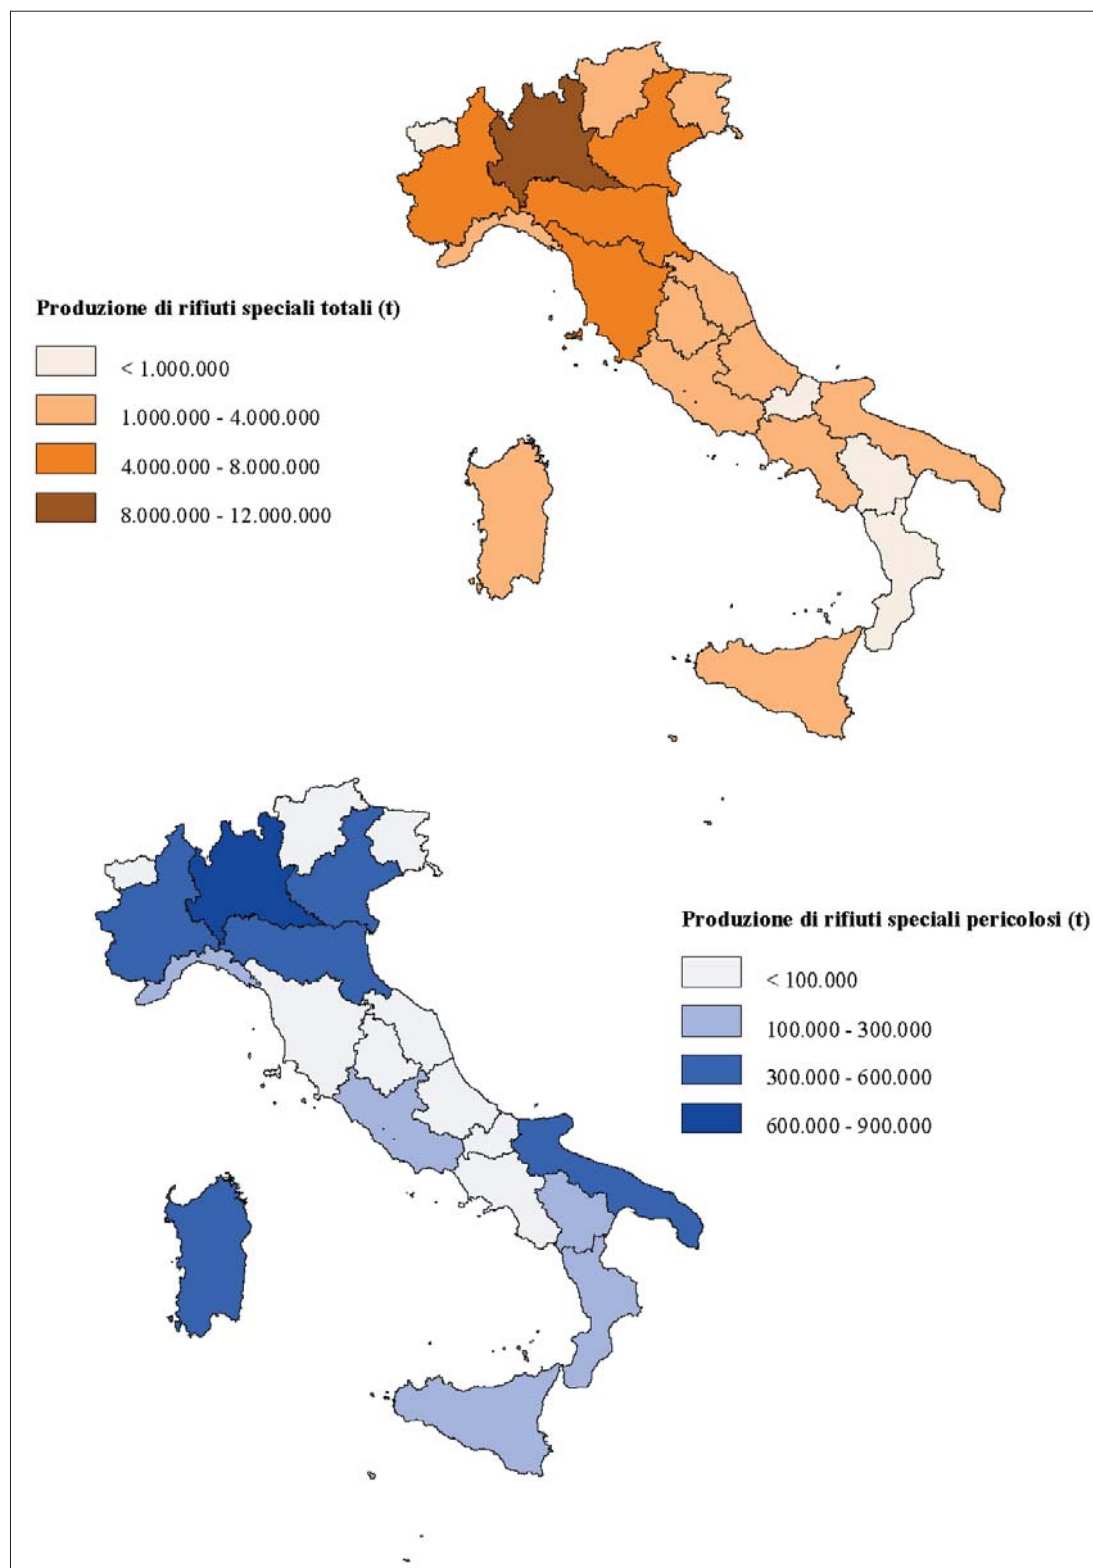 Produzione di rifiuti speciali totali (t)
< 1.000.000
1.000.000 - 4.000.000
4.000.000 - 8.000.000
8.000.000 - 12.000.000
Produzione di rifiuti speciali pericolosi (t)
< 100.000
100.000 - 300.000
300.000 - 600.000
600.000 - 900.000